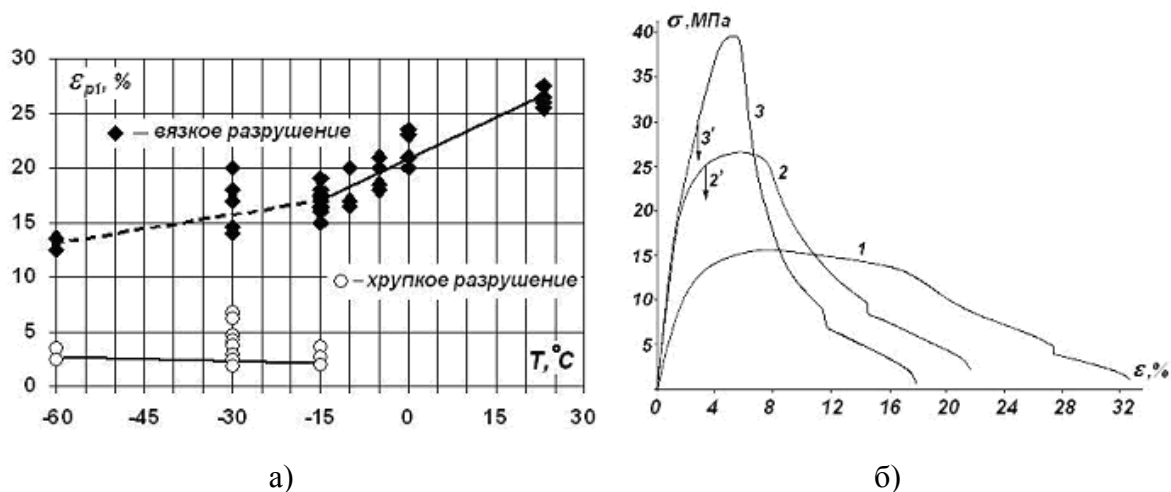 30
25
20
15
10
5
0
εp1, %
◆ – вязкое разрушение
○ – хрупкое разрушение
T, °C
-60 -45 -30 -15 0 15 30
а)
σ, МПа
40
35
30
25
20
15
10
5
3
3′
2
2′
1
ε, %
0 4 8 12 16 20 24 28 32
б)